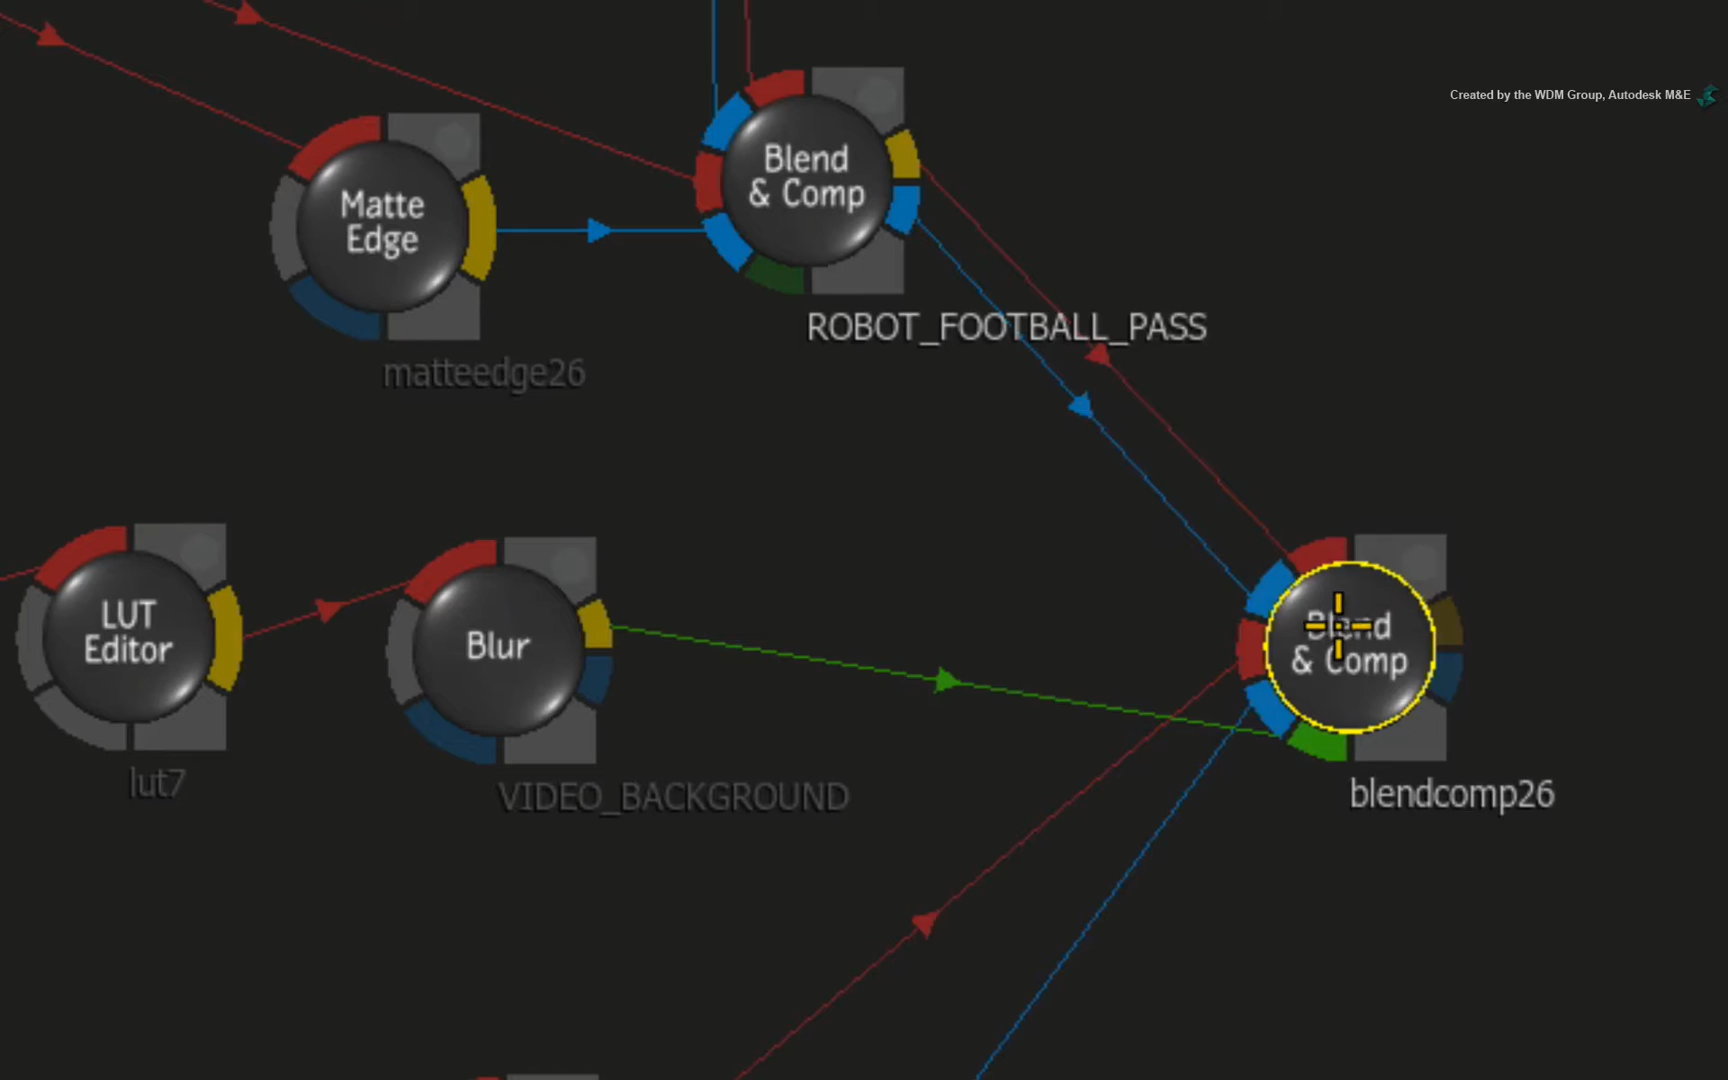 Created by the WDM Group, Autodesk M&E
Blend
& Comp
Matte
Edge
ROBOT_FOOTBALL_PASS
matteedge26
LUT
Editor
Blur
Blend
& Comp
lut7
VIDEO_BACKGROUND
blendcomp26